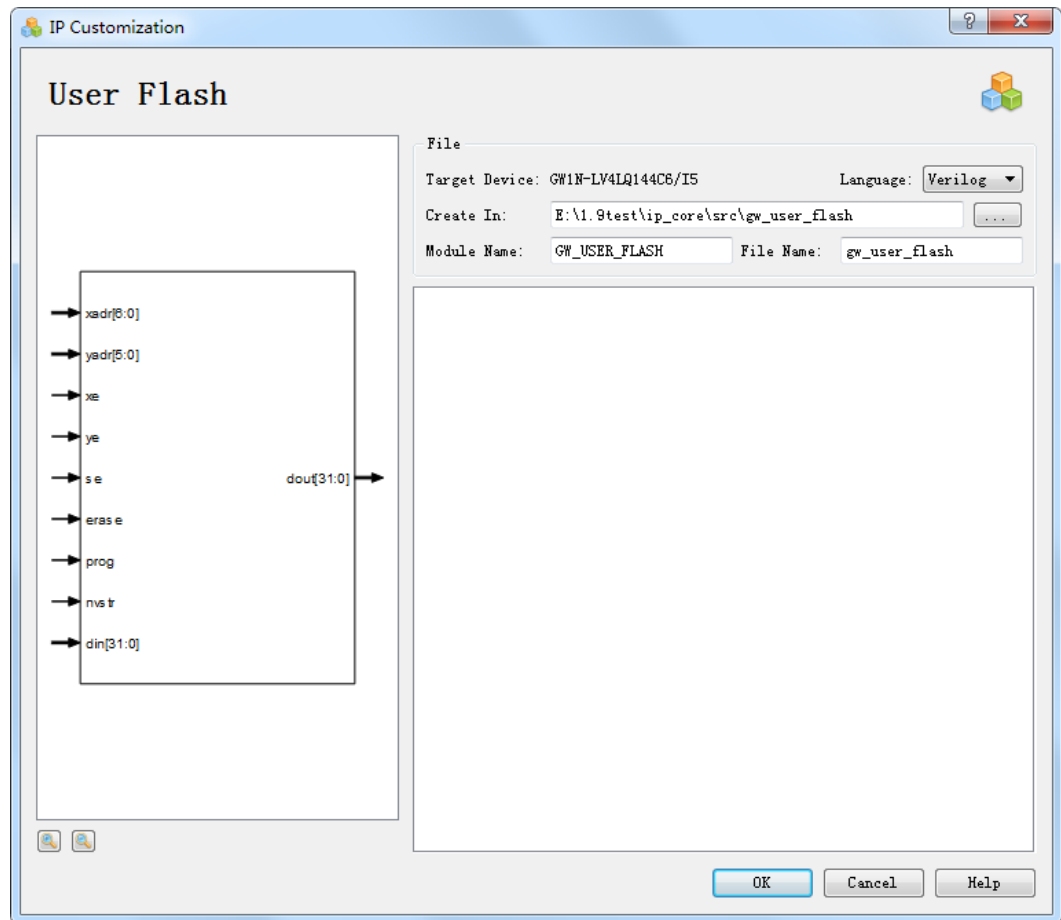 IP Customization
User Flash
File
Target Device: GW1N-LV4LQ144C6/I5 Language: Verilog
Create In: E:\1.9test\ip_core\src\gw_user_flash ...
Module Name: GW_USER_FLASH File Name: gw_user_flash
xadr[6:0]
yadr[5:0]
xe
ye
se dout[31:0]
erase
prog
nvstr
din[31:0]
OK Cancel Help